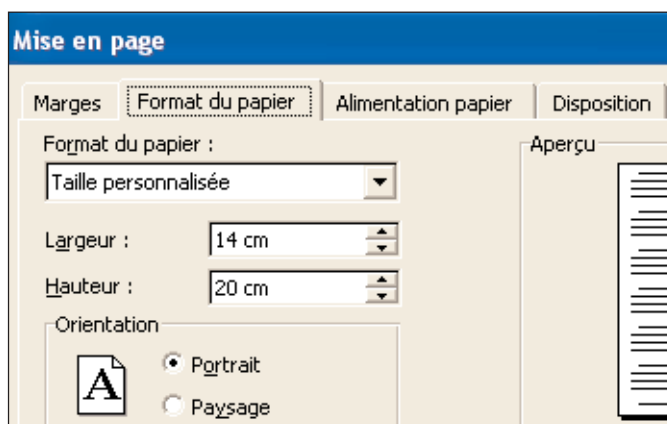 Mise en page
Marges Format du papier Alimentation papier Disposition
Format du papier : Aperçu
Taille personnalisée
Largeur : 14 cm
Hauteur : 20 cm
Orientation
A Portrait
Paysage